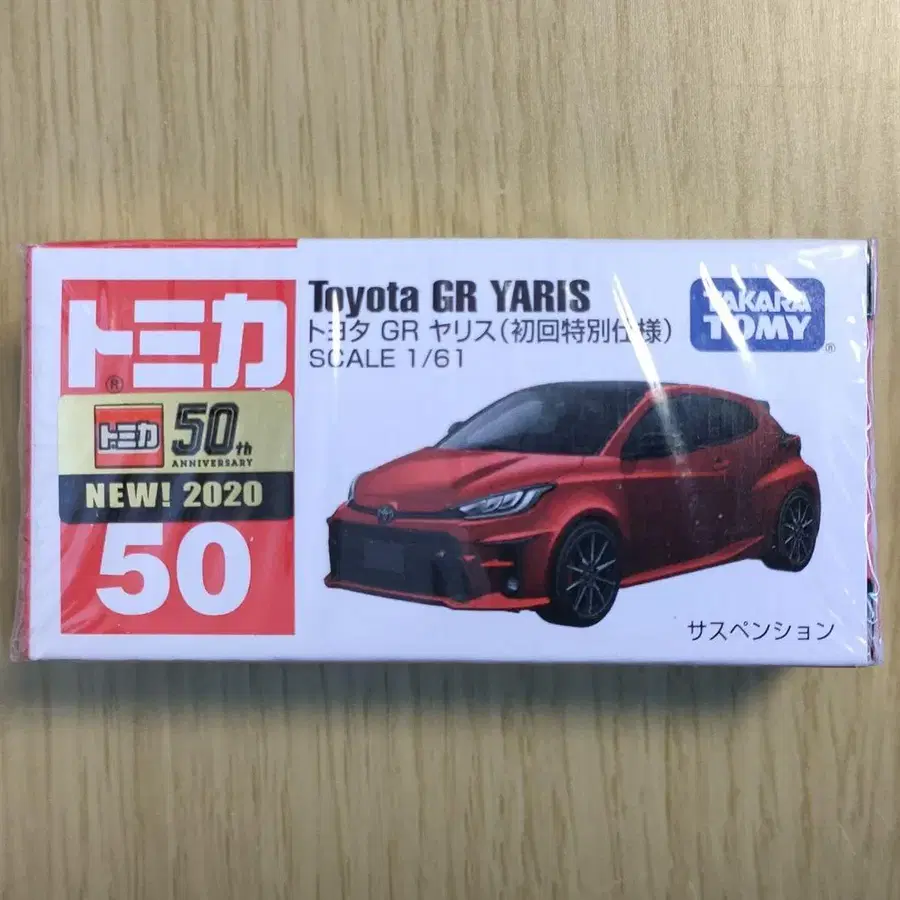 トミカ
®
トミカ 50th
ANNIVERSARY
NEW! 2020
50
Toyota GR YARIS
トヨタ GR ヤリス(初回特別仕様)
SCALE 1/61
TAKARA
TOMY
®
サスペンション